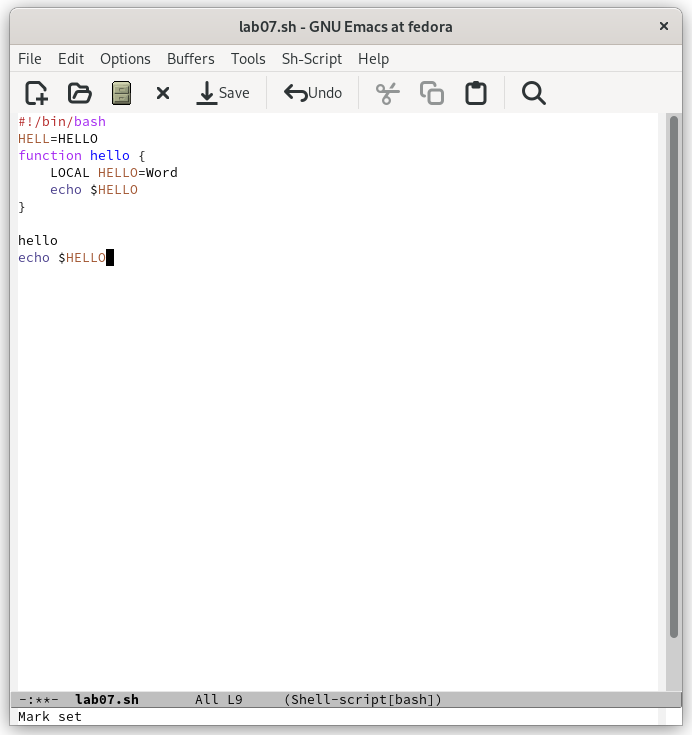 lab07.sh - GNU Emacs at fedora
File Edit Options Buffers Tools Sh-Script Help
Save Undo
#!/bin/bash
HELL=HELLO
function hello {
    LOCAL HELLO=Word
    echo $HELLO
}
hello
echo $HELLO
-:**-  lab07.sh       All L9     (Shell-script[bash])
Mark set